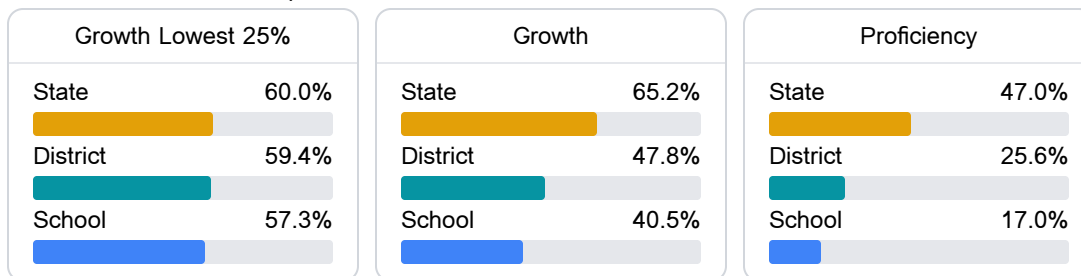 Growth Lowest 25%
State 60.0%
District 59.4%
School 57.3%
Growth
State 65.2%
District 47.8%
School 40.5%
Proficiency
State 47.0%
District 25.6%
School 17.0%